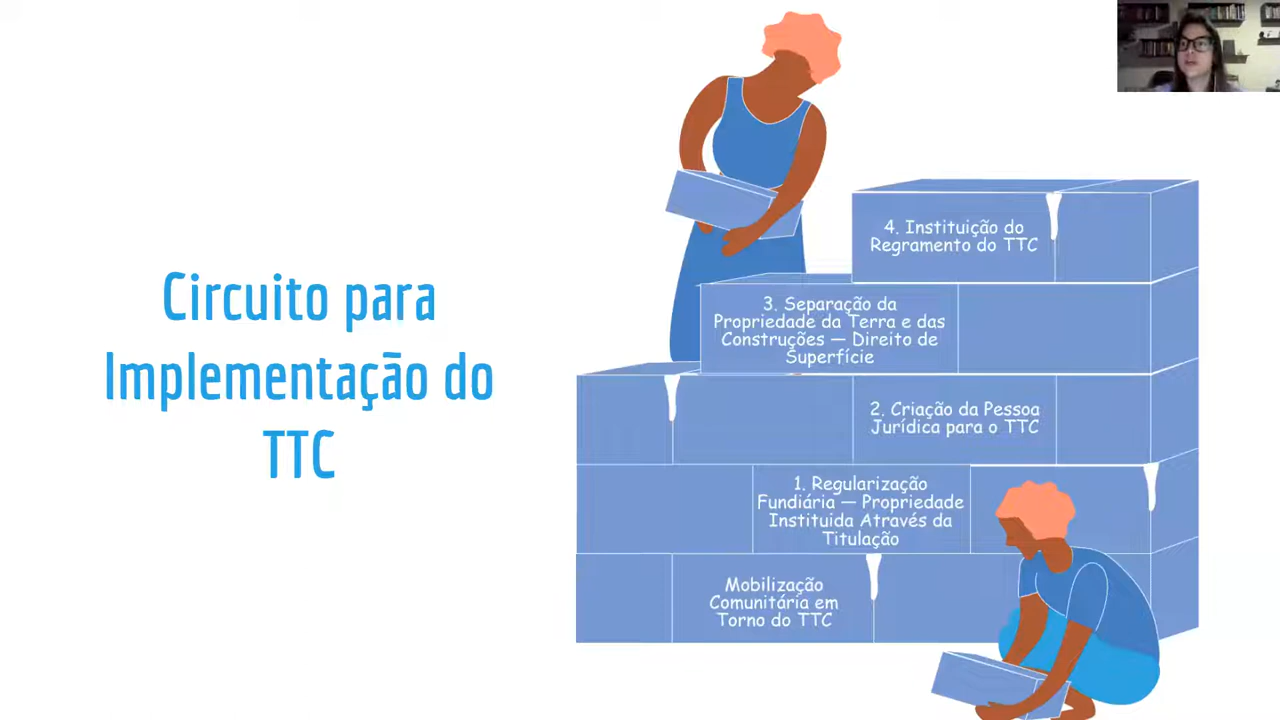 Circuito para
Implementação do
TTC
4. Instituição do
Regramento do TTC
3. Separação da
Propriedade da Terra e das
Construções — Direito de
Superfície
2. Criação da Pessoa
Jurídica para o TTC
1. Regularização
Fundiária — Propriedade
Instituida Através da
Titulação
Mobilização
Comunitária em
Torno do TTC